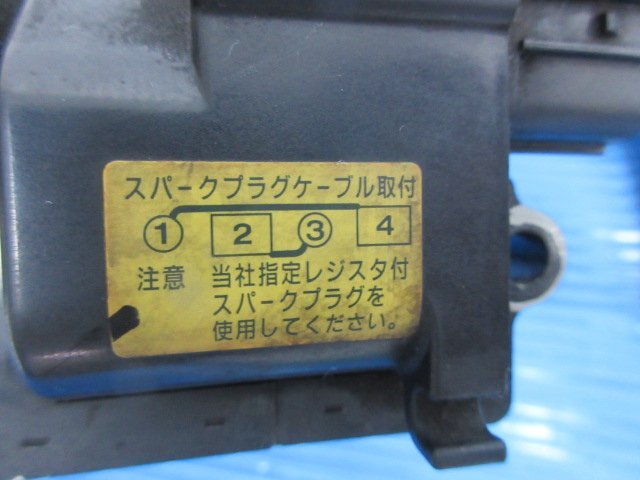 スパークプラグケーブル取付
① 2 ③ 4
注意 当社指定レジスタ付
スパークプラグを
使用してください。